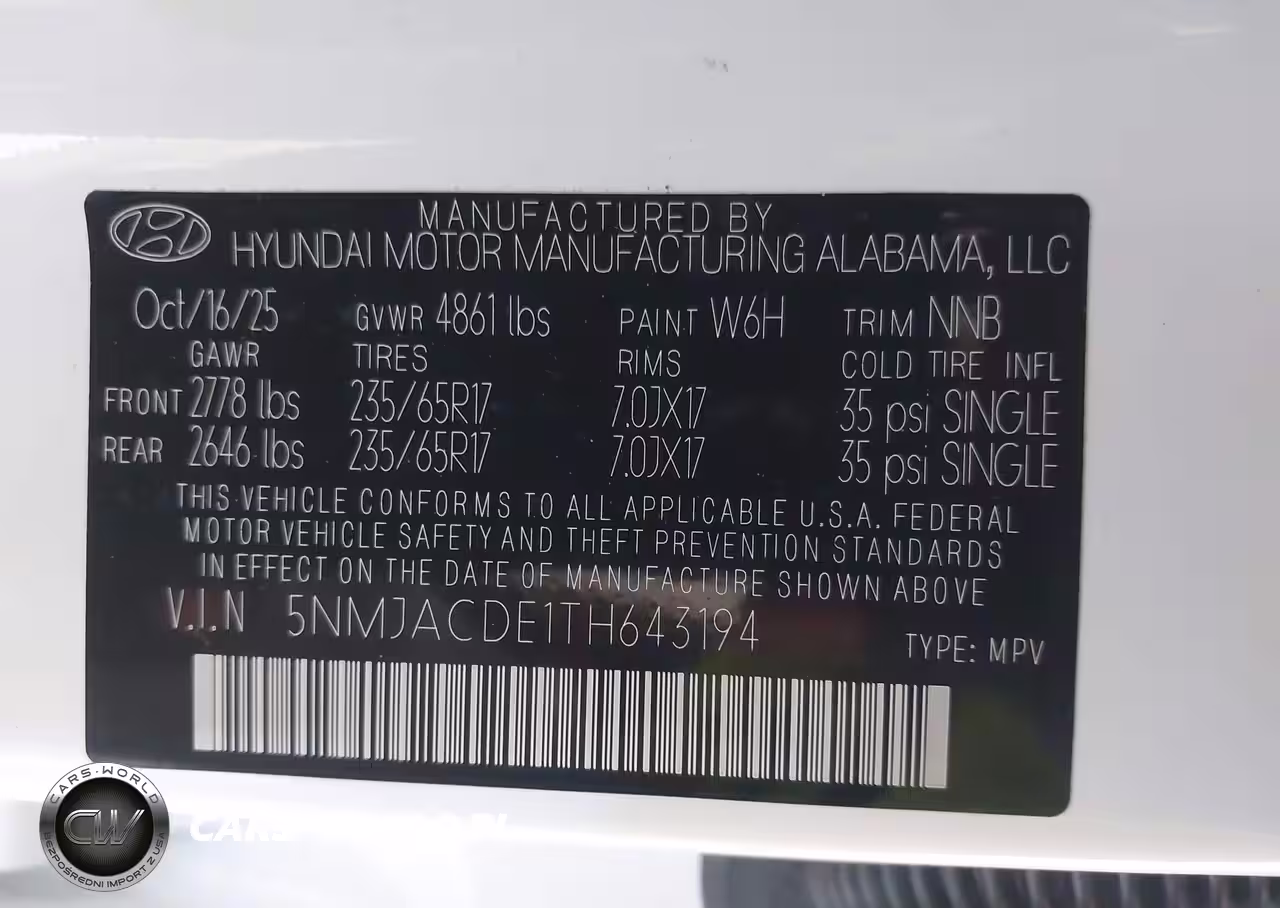 MANUFACTURED BY
HYUNDAI MOTOR MANUFACTURING ALABAMA, LLC
Oct/16/25 GVWR 4861 lbs PAINT W6H TRIM NNB
GAWR TIRES RIMS COLD TIRE INFL
FRONT 2778 lbs 235/65R17 7.0JX17 35 psi SINGLE
REAR 2646 lbs 235/65R17 7.0JX17 35 psi SINGLE
THIS VEHICLE CONFORMS TO ALL APPLICABLE U.S.A. FEDERAL
MOTOR VEHICLE SAFETY AND THEFT PREVENTION STANDARDS
IN EFFECT ON THE DATE OF MANUFACTURE SHOWN ABOVE
V.I.N 5NMJACDE1TH643194
TYPE: MPV
CARS-WORLD
CW
BEZPOŚREDNI IMPORT Z USA